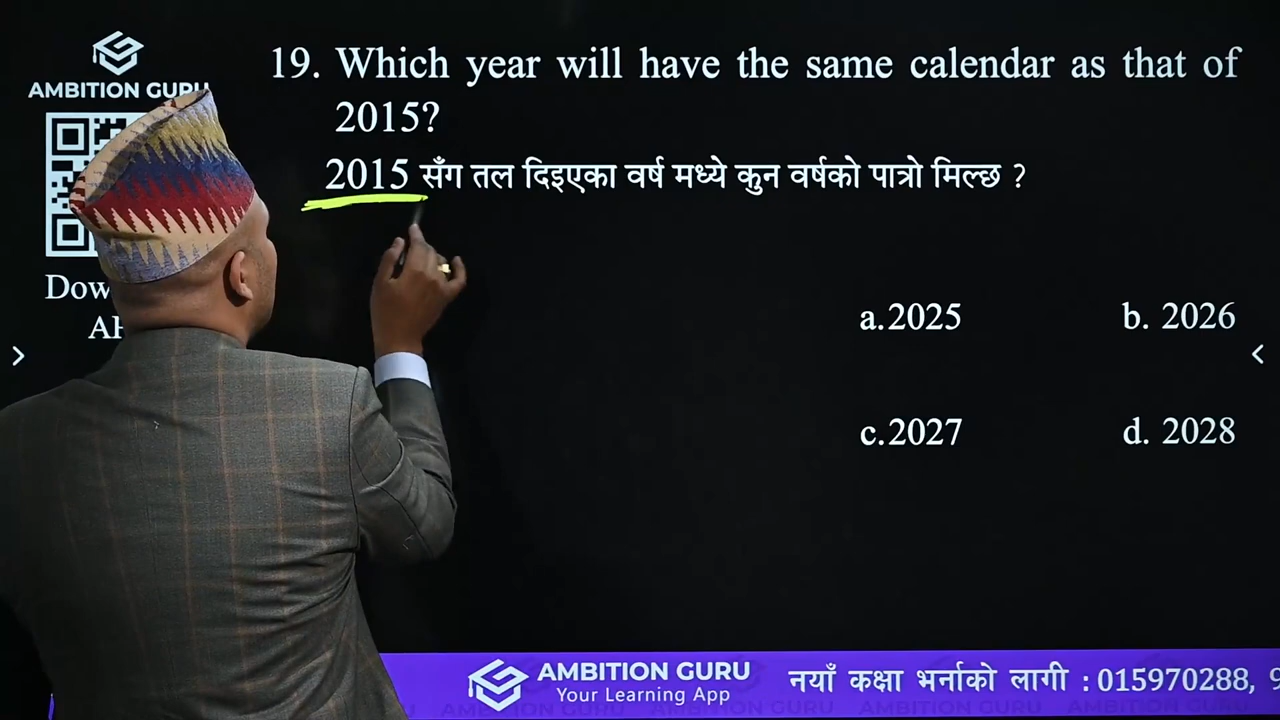 AMBITION GURU
19. Which year will have the same calendar as that of
2015?
2015 सँग तल दिइएका वर्ष मध्ये कुन वर्षको पात्रो मिल्छ ?
a.2025 b. 2026
c.2027 d. 2028
AMBITION GURU
Your Learning App
नयाँ कक्षा भर्नाको लागी : 015970288,